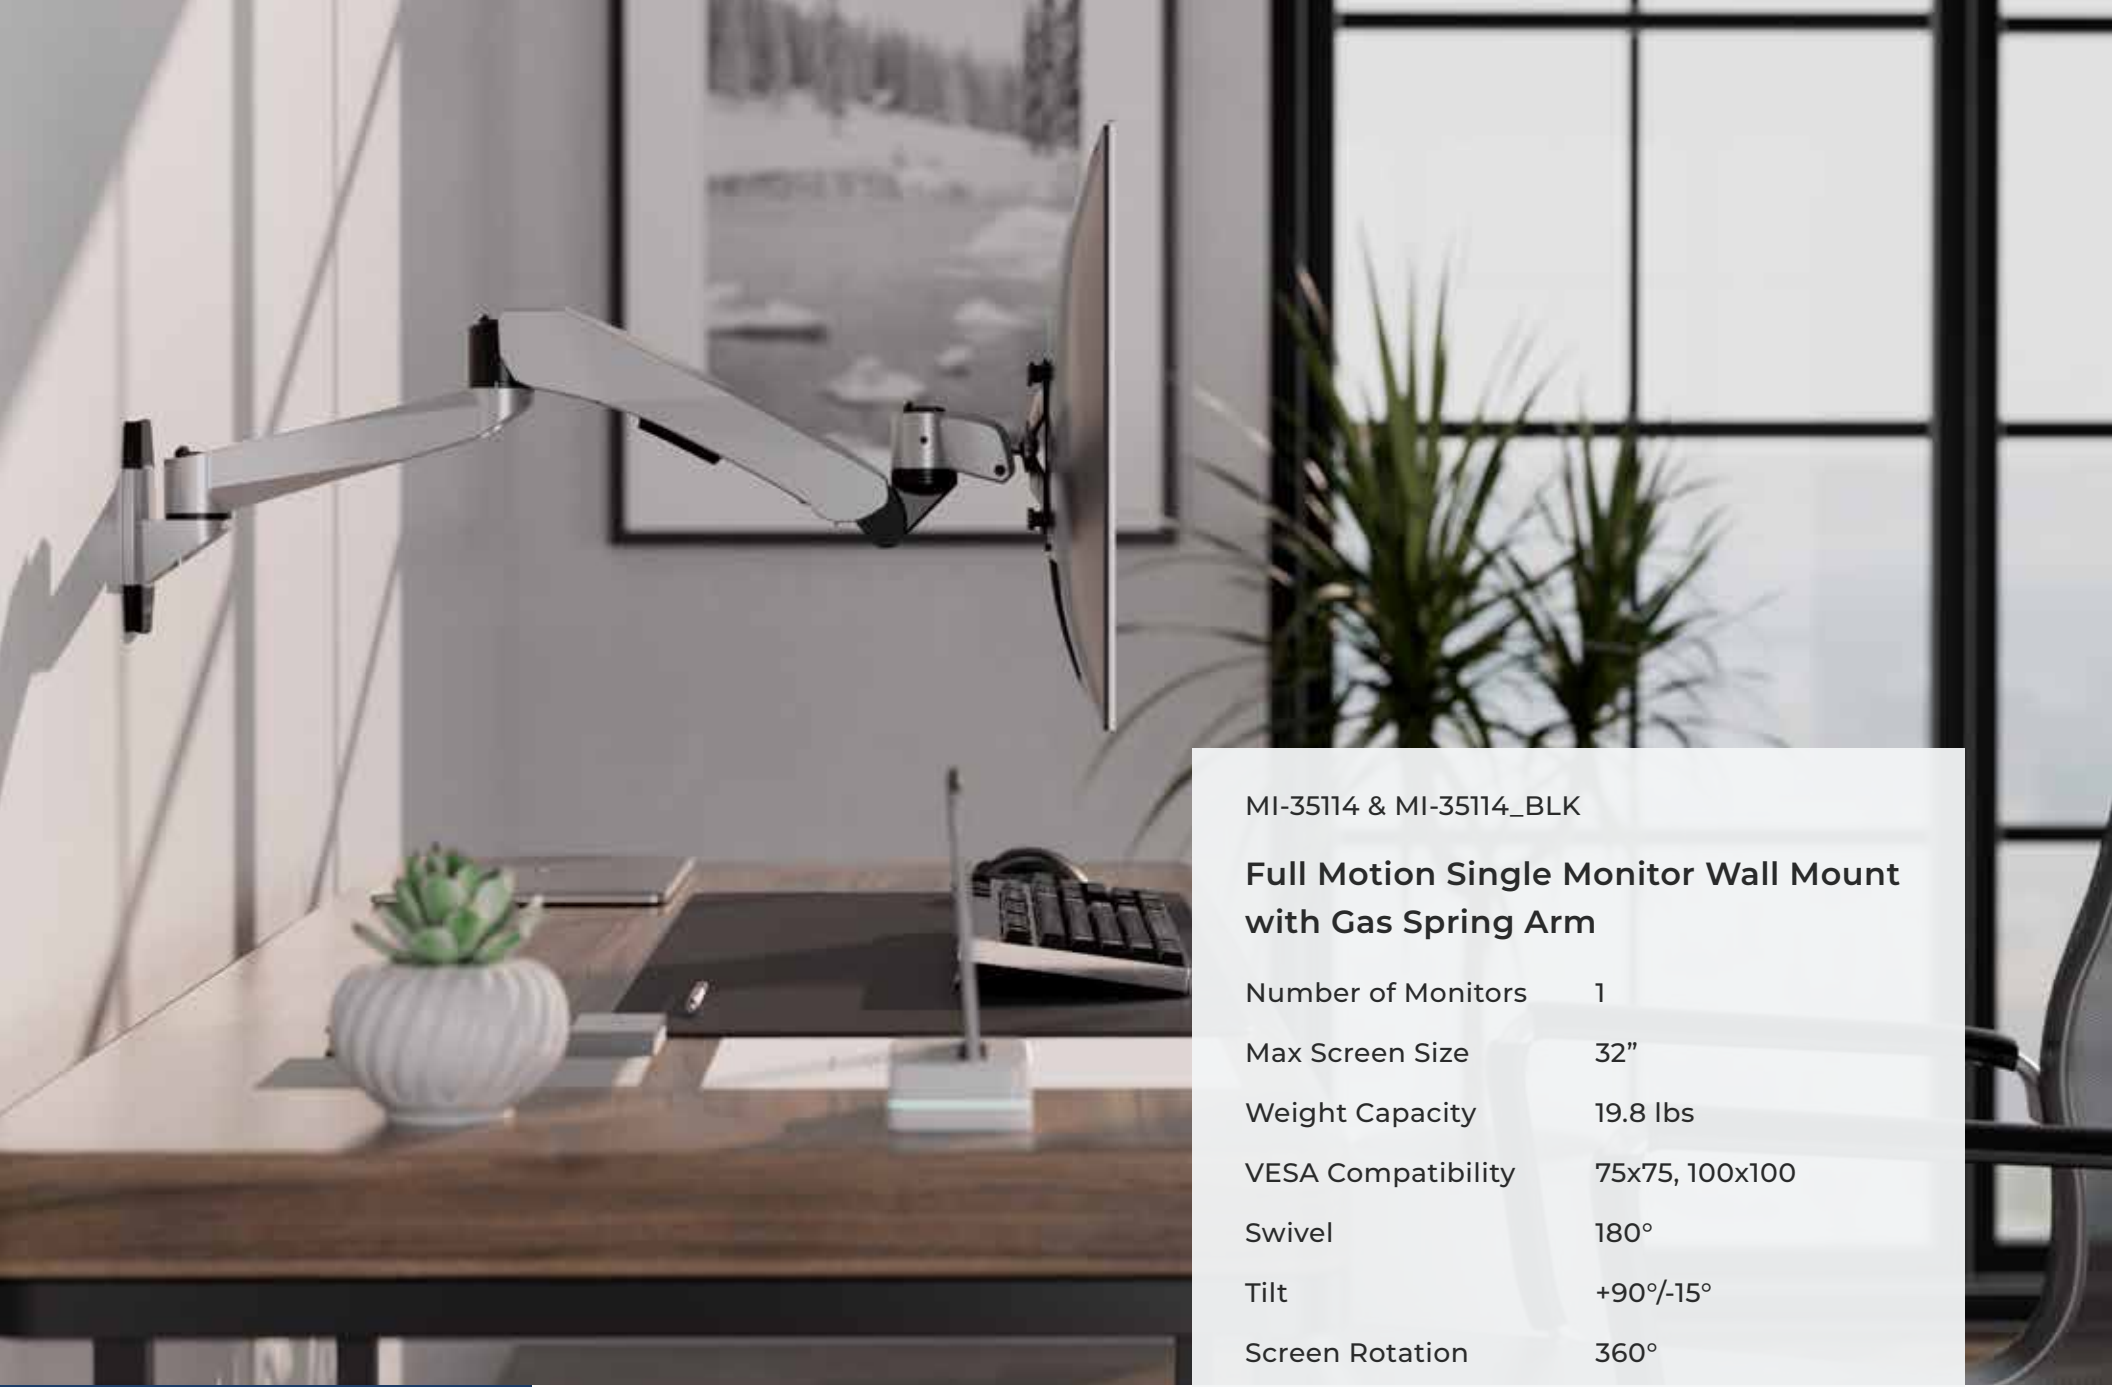 MI-35114 & MI-35114_BLK
Full Motion Single Monitor Wall Mount
with Gas Spring Arm
Number of Monitors 1
Max Screen Size 32”
Weight Capacity 19.8 lbs
VESA Compatibility 75x75, 100x100
Swivel 180°
Tilt +90°/-15°
Screen Rotation 360°